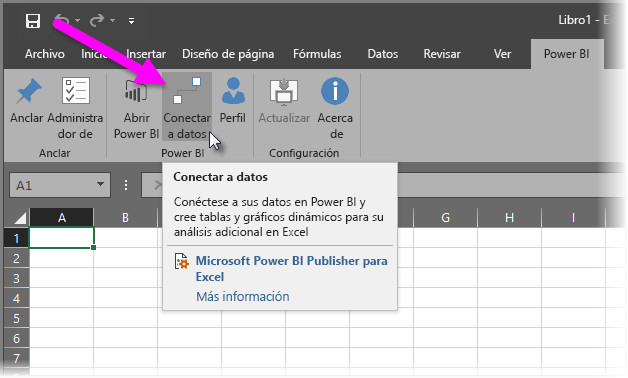 Libro1 - E
Archivo Inicio Insertar Diseño de página Fórmulas Datos Revisar Ver Power BI
Anclar Administra Abrir Conectar Perfil Actualizar Acerca
dor de Power BI a datos de
Anclar Power BI Configuración
A1
A B G H I
1
2
3
4
5
6
7
Conectar a datos
Conéctese a sus datos en Power BI y
cree tablas y gráficos dinámicos para su
análisis adicional en Excel
Microsoft Power BI Publisher para
Excel
Más información